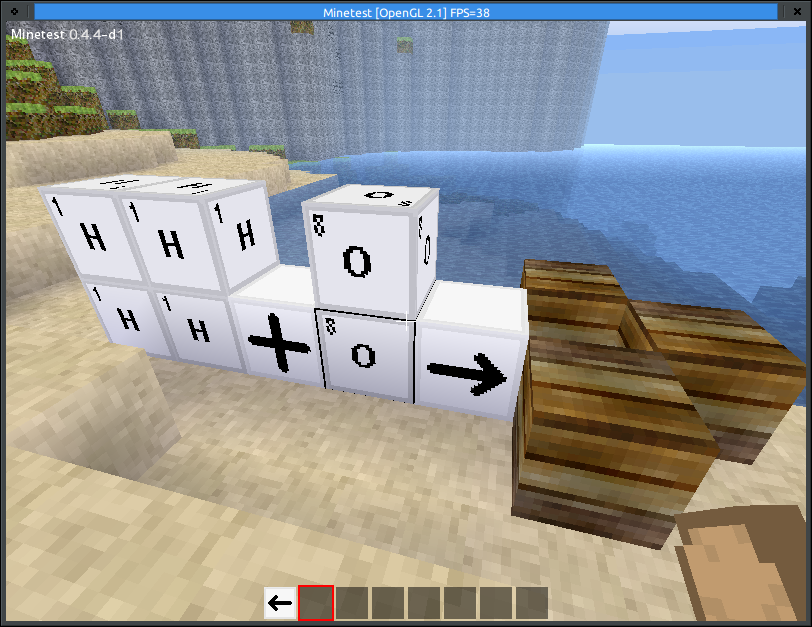 Minetest [OpenGL 2.1] FPS=38
Minetest 0.4.4-d1
1 H 1 H 1 H 8 O
1 H 1 H + 8 O →